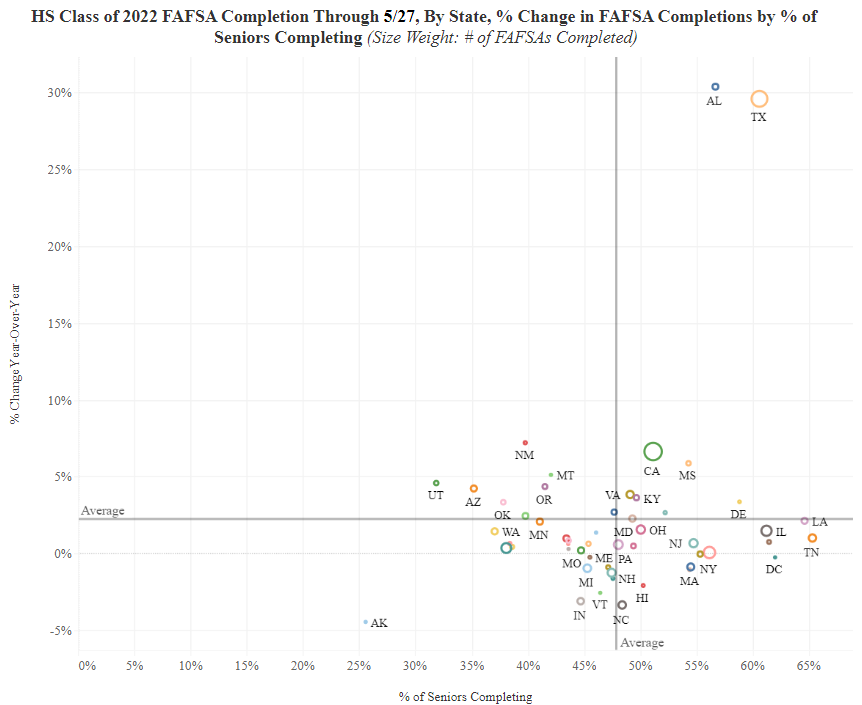 HS Class of 2022 FAFSA Completion Through 5/27, By State, % Change in FAFSA Completions by % of
Seniors Completing (Size Weight: # of FAFSAs Completed)
% Change Year-Over-Year
30%
25%
20%
15%
10%
5%
0%
-5%
AL
TX
NM
MT
CA
MS
UT
AZ
OR
VA
KY
OK
DE
Average
LA
WA
MN
MD
OH
IL
NJ
TN
MO
ME
PA
NY
DC
MI
NH
MA
HI
IN
VT
NC
AK
Average
0%
5%
10%
15%
20%
25%
30%
35%
40%
45%
50%
55%
60%
65%
% of Seniors Completing